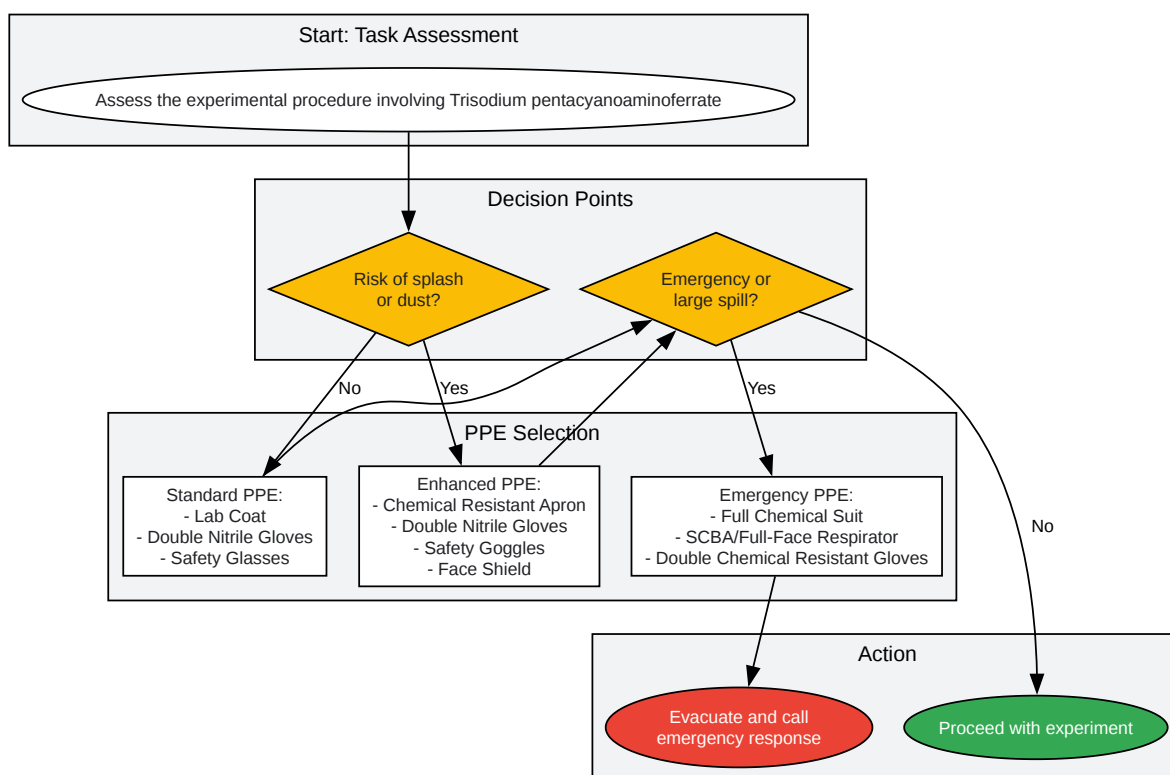 Start: Task Assessment
Assess the experimental procedure involving Trisodium pentacyanoaminoferrate
Decision Points
Risk of splash
or dust?
Emergency or
large spill?
No
Yes
Yes
No
PPE Selection
Standard PPE:
- Lab Coat
- Double Nitrile Gloves
- Safety Glasses
Enhanced PPE:
- Chemical Resistant Apron
- Double Nitrile Gloves
- Safety Goggles
- Face Shield
Emergency PPE:
- Full Chemical Suit
- SCBA/Full-Face Respirator
- Double Chemical Resistant Gloves
Action
Evacuate and call
emergency response
Proceed with experiment